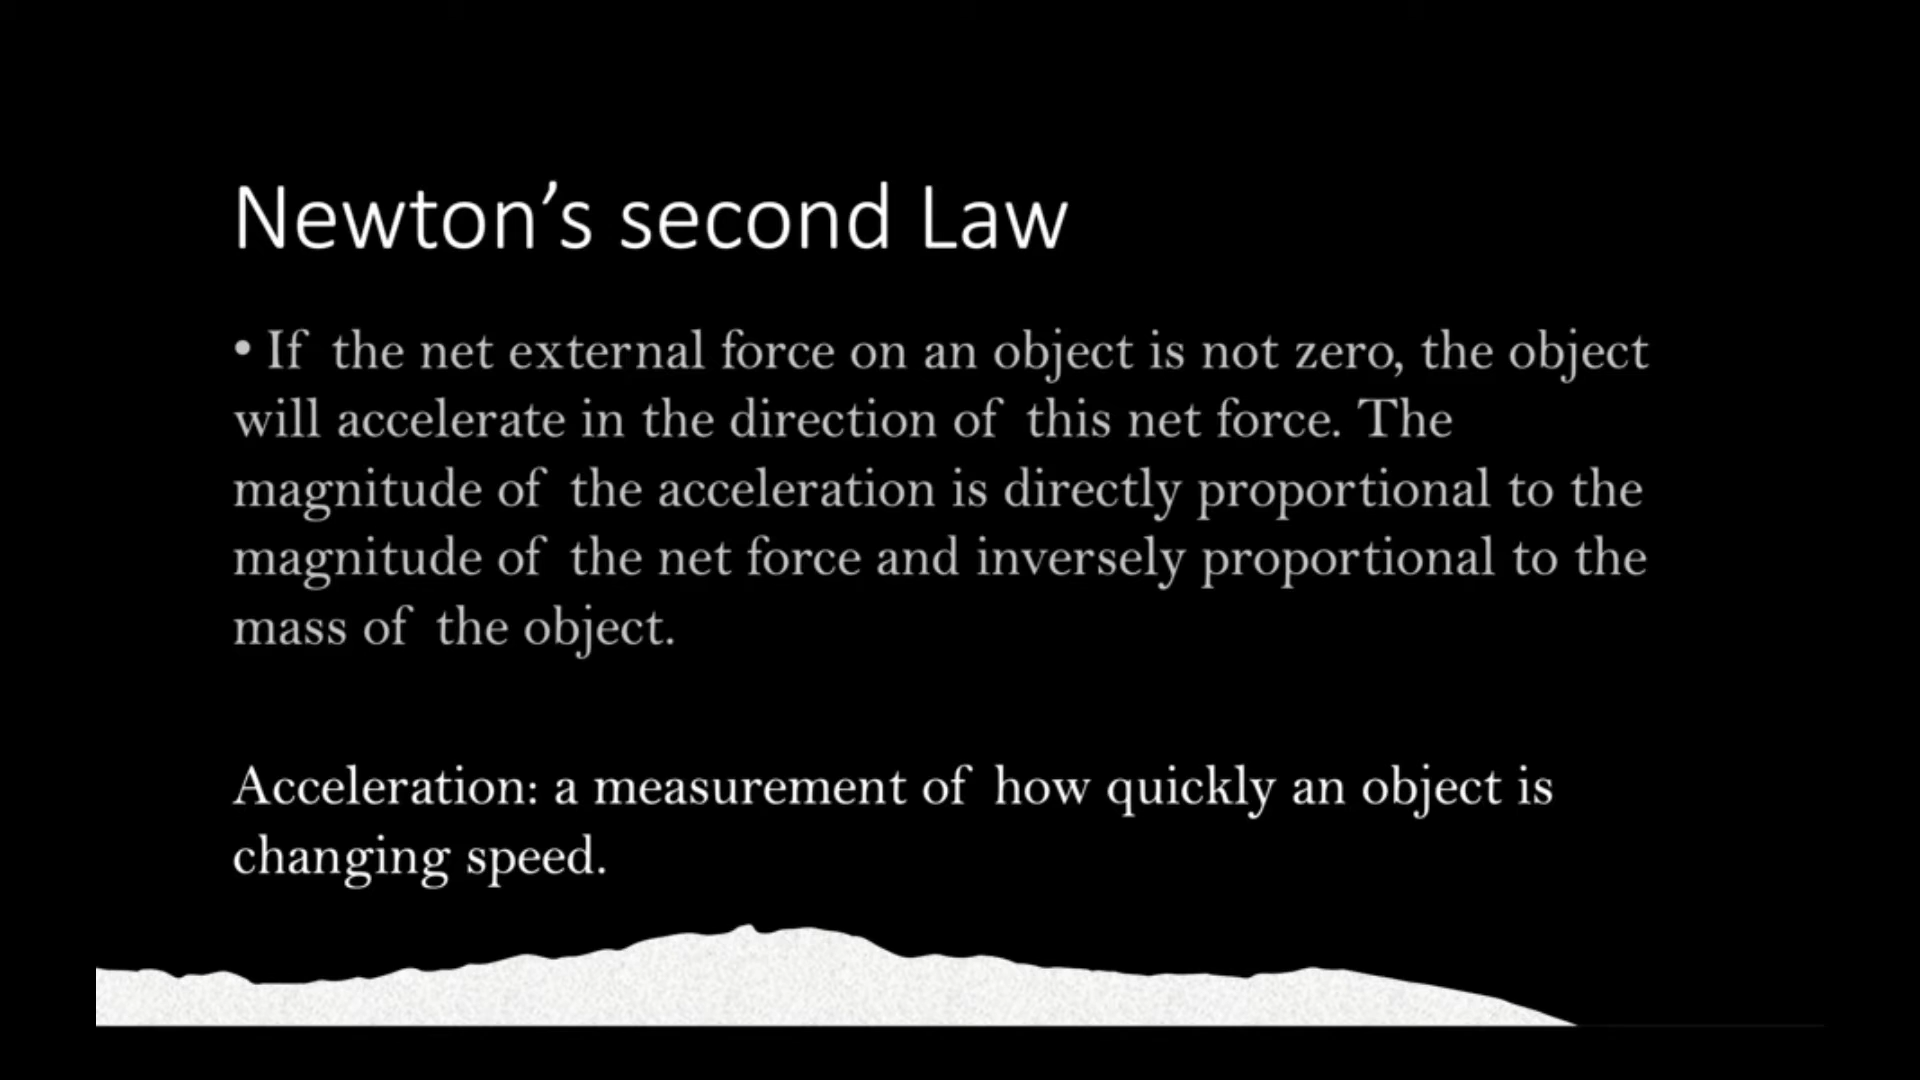 Newton’s second Law
• If the net external force on an object is not zero, the object
will accelerate in the direction of this net force. The
magnitude of the acceleration is directly proportional to the
magnitude of the net force and inversely proportional to the
mass of the object.
Acceleration: a measurement of how quickly an object is
changing speed.